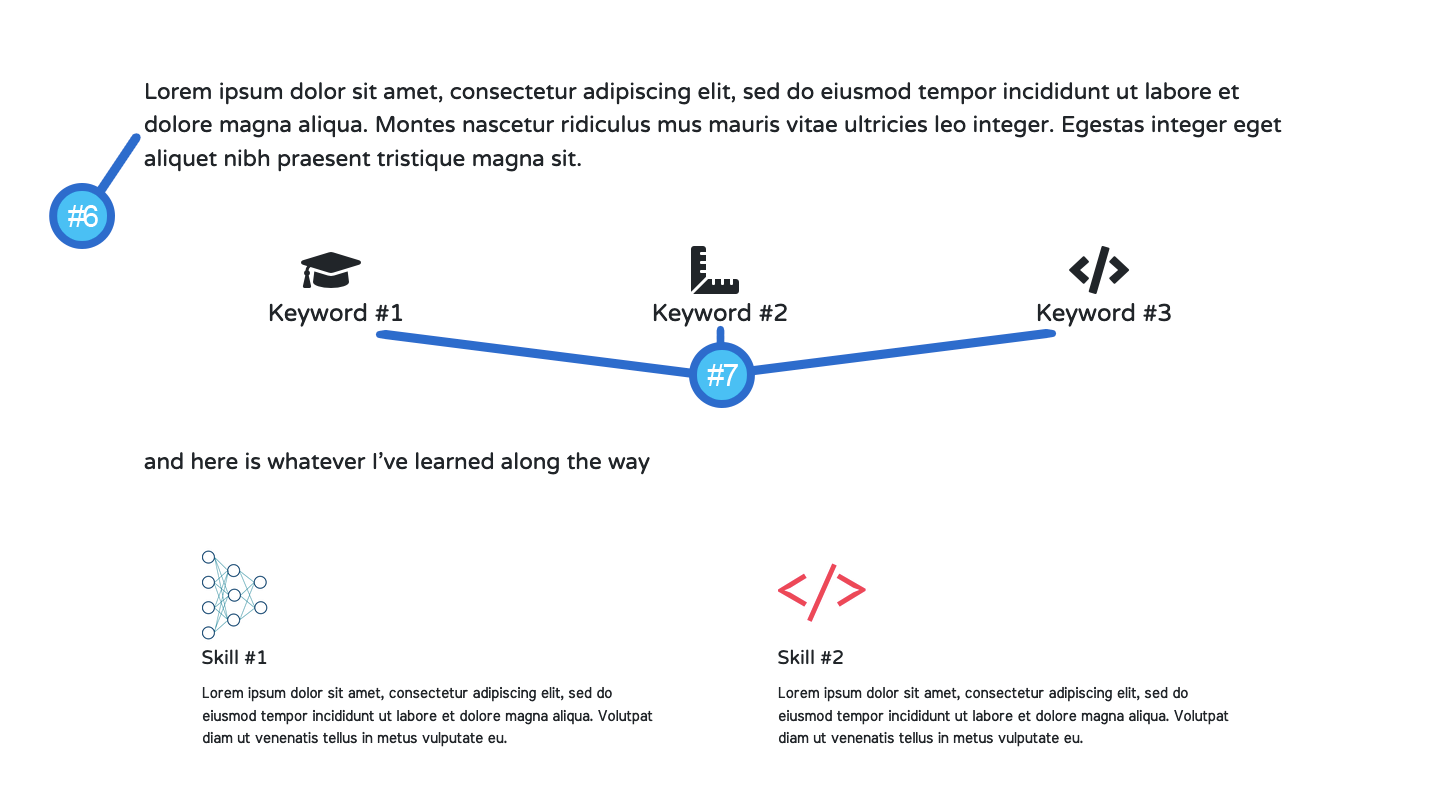 Lorem ipsum dolor sit amet, consectetur adipiscing elit, sed do eiusmod tempor incididunt ut labore et
dolore magna aliqua. Montes nascetur ridiculus mus mauris vitae ultricies leo integer. Egestas integer eget
aliquet nibh praesent tristique magna sit.
#6
Keyword #1
Keyword #2
Keyword #3
#7
and here is whatever I’ve learned along the way
Skill #1
Lorem ipsum dolor sit amet, consectetur adipiscing elit, sed do
eiusmod tempor incididunt ut labore et dolore magna aliqua. Volutpat
diam ut venenatis tellus in metus vulputate eu.
Skill #2
Lorem ipsum dolor sit amet, consectetur adipiscing elit, sed do
eiusmod tempor incididunt ut labore et dolore magna aliqua. Volutpat
diam ut venenatis tellus in metus vulputate eu.